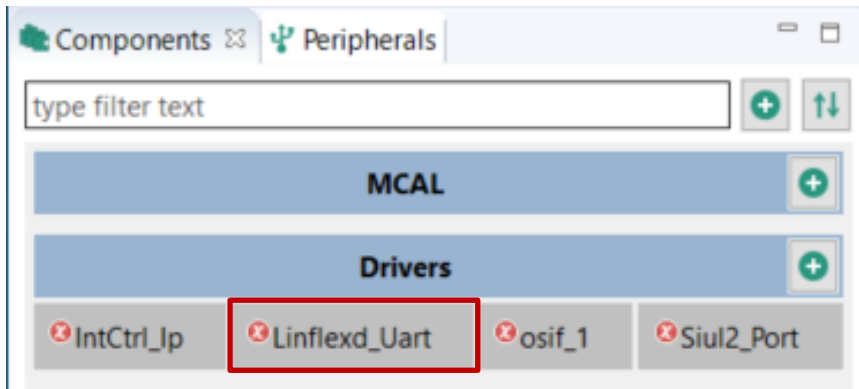 Components Peripherals
type filter text
MCAL
Drivers
IntCtrl_Ip Linflexd_Uart osif_1 Siul2_Port